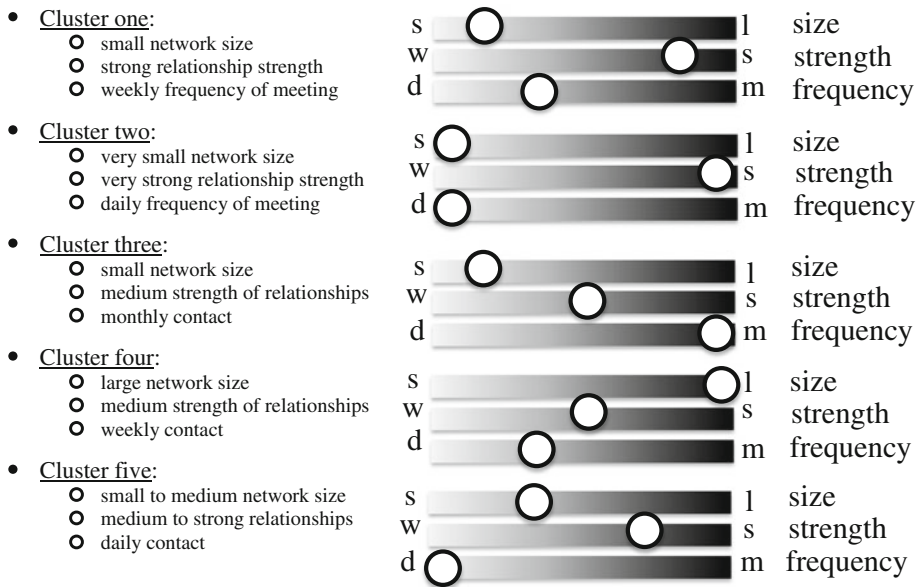 • Cluster one:
small network size
strong relationship strength
weekly frequency of meeting
s l size
w s strength
d m frequency
• Cluster two:
very small network size
very strong relationship strength
daily frequency of meeting
s l size
w s strength
d m frequency
• Cluster three:
small network size
medium strength of relationships
monthly contact
s l size
w s strength
d m frequency
• Cluster four:
large network size
medium strength of relationships
weekly contact
s l size
w s strength
d m frequency
• Cluster five:
small to medium network size
medium to strong relationships
daily contact
s l size
w s strength
d m frequency